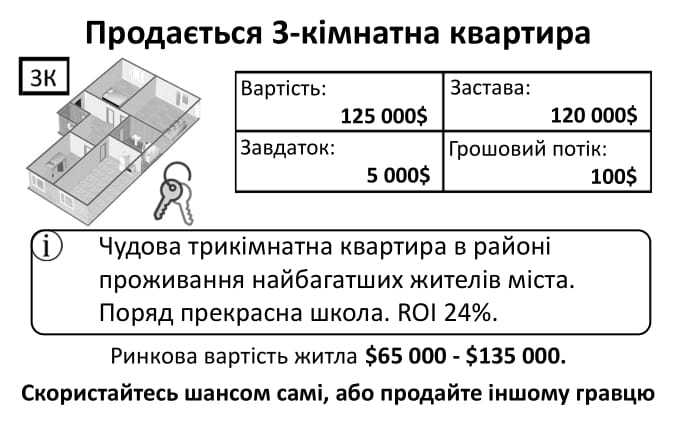 Продається 3-кімнатна квартира
3К
Вартість:
125 000$
Застава:
120 000$
Завдаток:
5 000$
Грошовий потік:
100$
i
Чудова трикімнатна квартира в районі
проживання найбагатших жителів міста.
Поряд прекрасна школа. ROI 24%.
Ринкова вартість житла $65 000 - $135 000.
Скористайтесь шансом самі, або продайте іншому гравцю